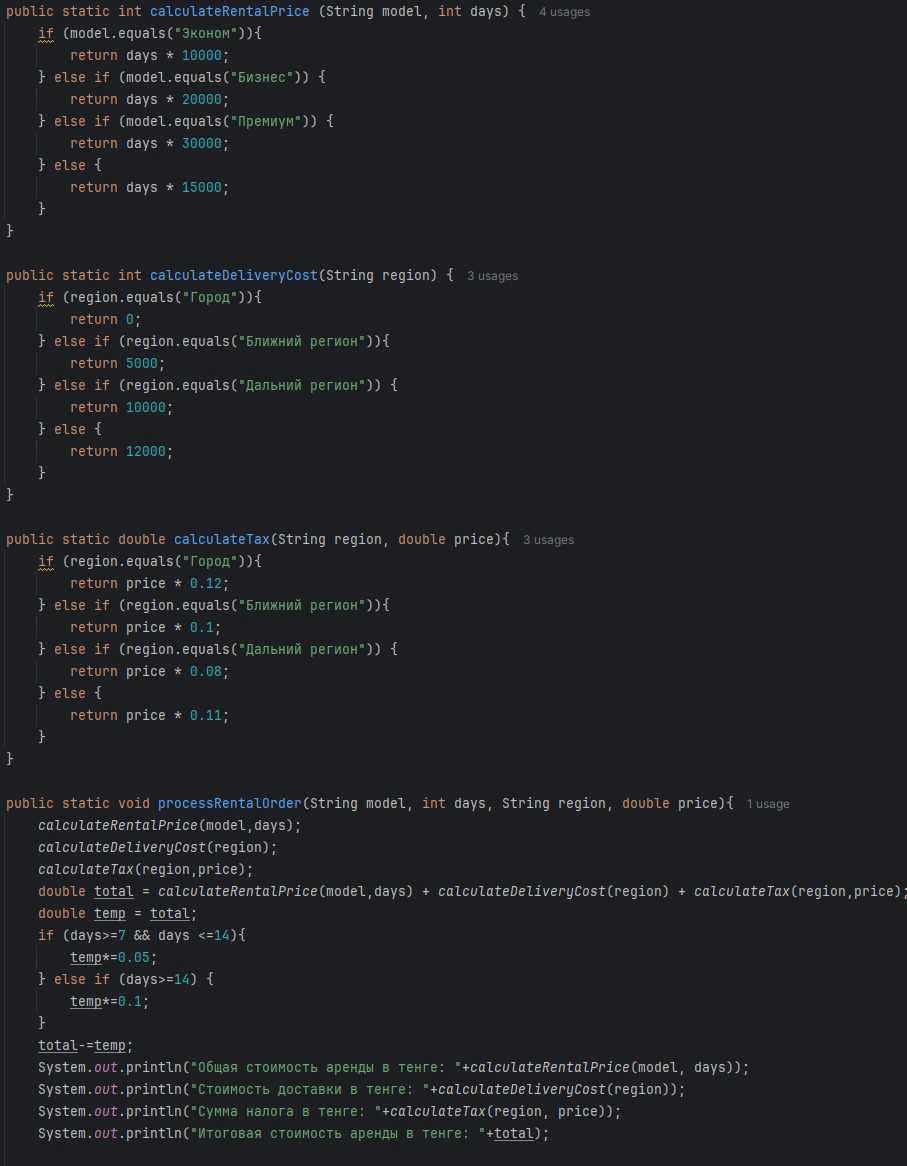 public static int calculateRentalPrice (String model, int days) { 4 usages
    if (model.equals("Эконом")){
        return days * 10000;
    } else if (model.equals("Бизнес")) {
        return days * 20000;
    } else if (model.equals("Премиум")) {
        return days * 30000;
    } else {
        return days * 15000;
    }
}

public static int calculateDeliveryCost(String region) { 3 usages
    if (region.equals("Город")){
        return 0;
    } else if (region.equals("Ближний регион")){
        return 5000;
    } else if (region.equals("Дальний регион")) {
        return 10000;
    } else {
        return 12000;
    }
}

public static double calculateTax(String region, double price){ 3 usages
    if (region.equals("Город")){
        return price * 0.12;
    } else if (region.equals("Ближний регион")){
        return price * 0.1;
    } else if (region.equals("Дальний регион")) {
        return price * 0.08;
    } else {
        return price * 0.11;
    }
}

public static void processRentalOrder(String model, int days, String region, double price){ 1 usage
    calculateRentalPrice(model,days);
    calculateDeliveryCost(region);
    calculateTax(region,price);
    double total = calculateRentalPrice(model,days) + calculateDeliveryCost(region) + calculateTax(region,price);
    double temp = total;
    if (days>=7 && days <=14){
        temp*=0.05;
    } else if (days>=14) {
        temp*=0.1;
    }
    total-=temp;
    System.out.println("Общая стоимость аренды в тенге: "+calculateRentalPrice(model, days));
    System.out.println("Стоимость доставки в тенге: "+calculateDeliveryCost(region));
    System.out.println("Сумма налога в тенге: "+calculateTax(region, price));
    System.out.println("Итоговая стоимость аренды в тенге: "+total);